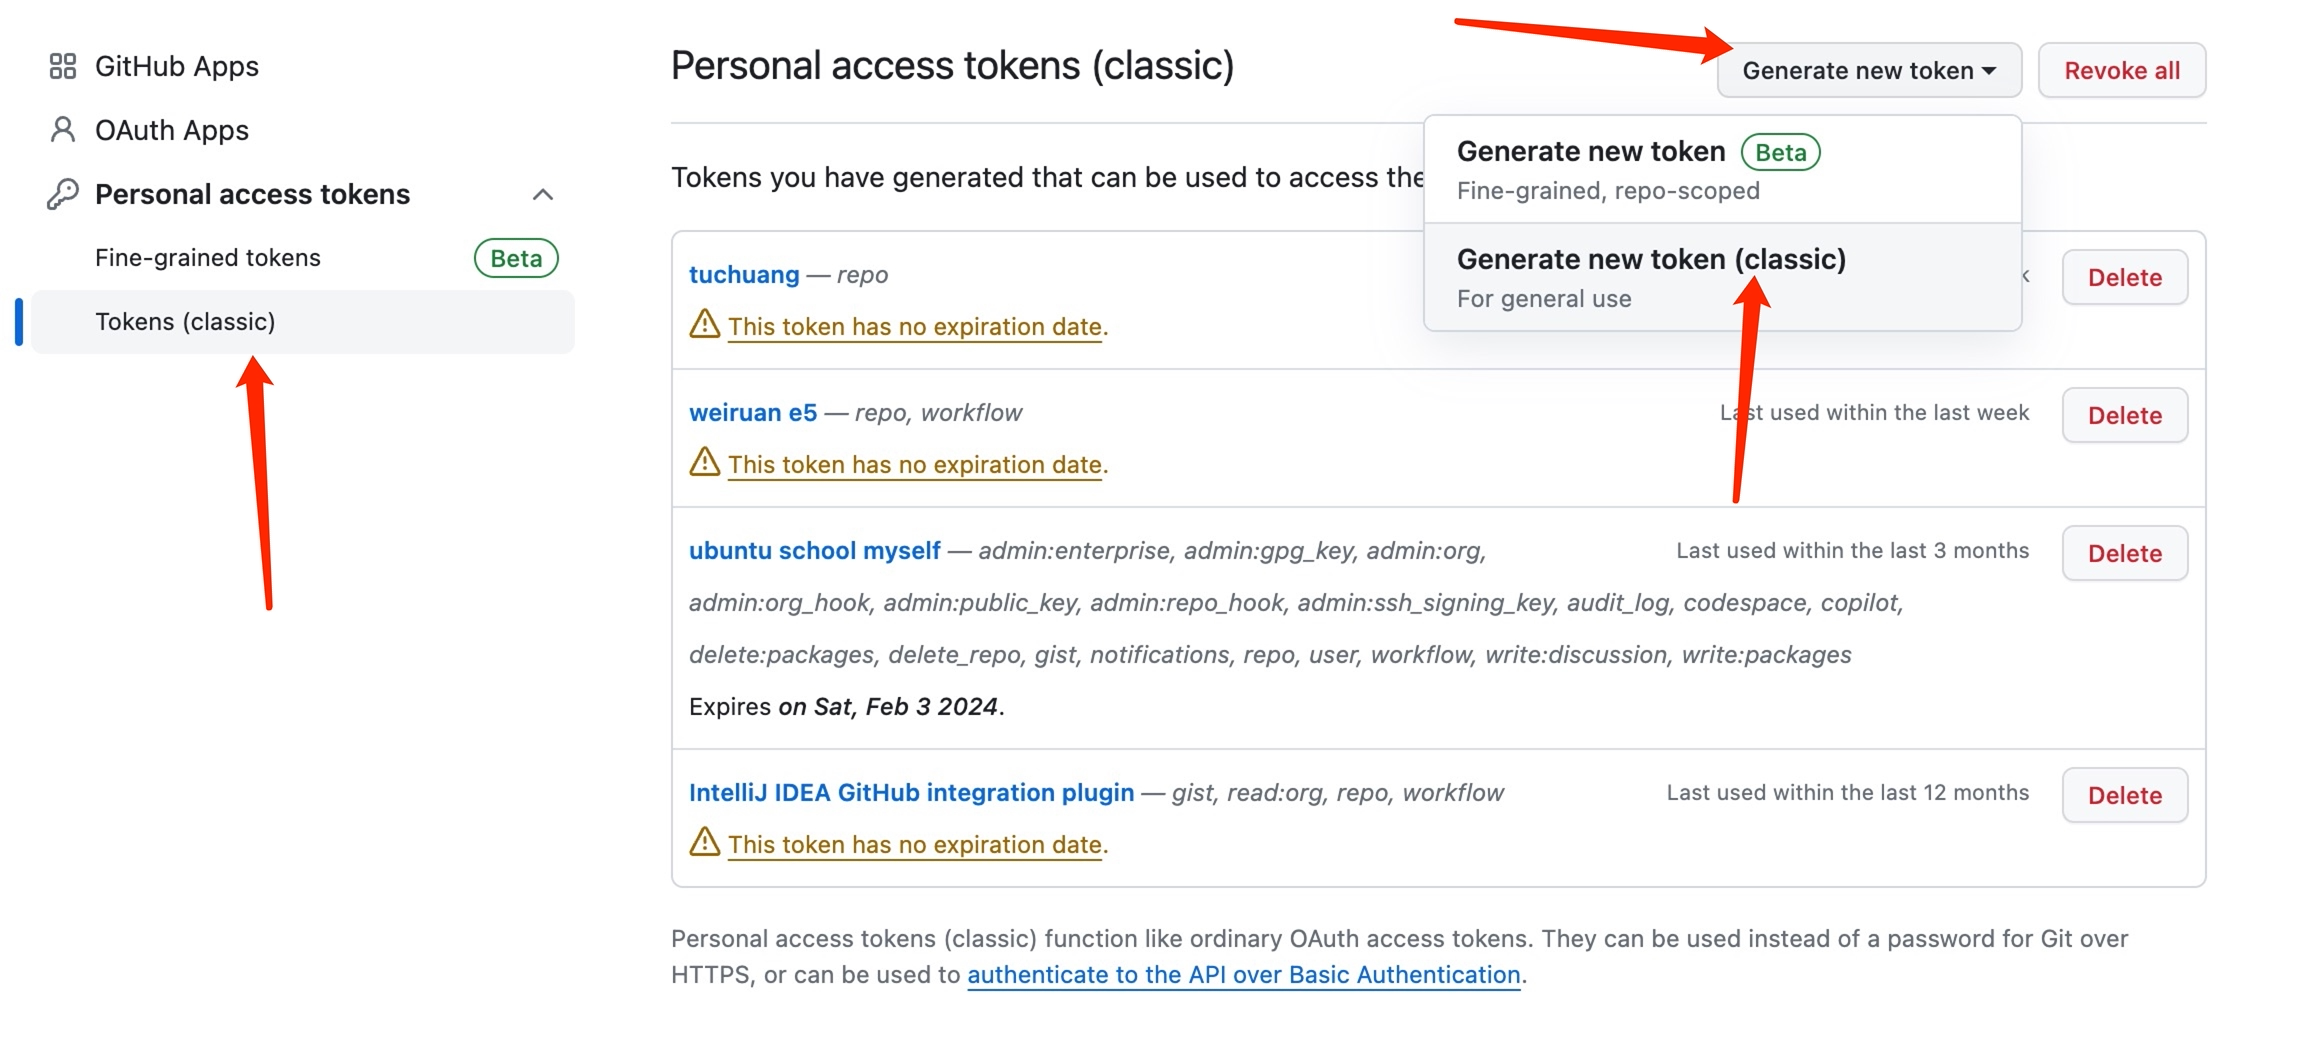 GitHub Apps
OAuth Apps
Personal access tokens
Fine-grained tokens Beta
Tokens (classic)
Personal access tokens (classic)
Generate new token
Revoke all
Generate new token Beta
Fine-grained, repo-scoped
Generate new token (classic)
For general use
Tokens you have generated that can be used to access the
tuchuang — repo
Delete
This token has no expiration date.
weiruan e5 — repo, workflow
Last used within the last week
Delete
This token has no expiration date.
ubuntu school myself — admin:enterprise, admin:gpg_key, admin:org,
Last used within the last 3 months
Delete
admin:org_hook, admin:public_key, admin:repo_hook, admin:ssh_signing_key, audit_log, codespace, copilot,
delete:packages, delete_repo, gist, notifications, repo, user, workflow, write:discussion, write:packages
Expires on Sat, Feb 3 2024.
IntelliJ IDEA GitHub integration plugin — gist, read:org, repo, workflow
Last used within the last 12 months
Delete
This token has no expiration date.
Personal access tokens (classic) function like ordinary OAuth access tokens. They can be used instead of a password for Git over
HTTPS, or can be used to authenticate to the API over Basic Authentication.